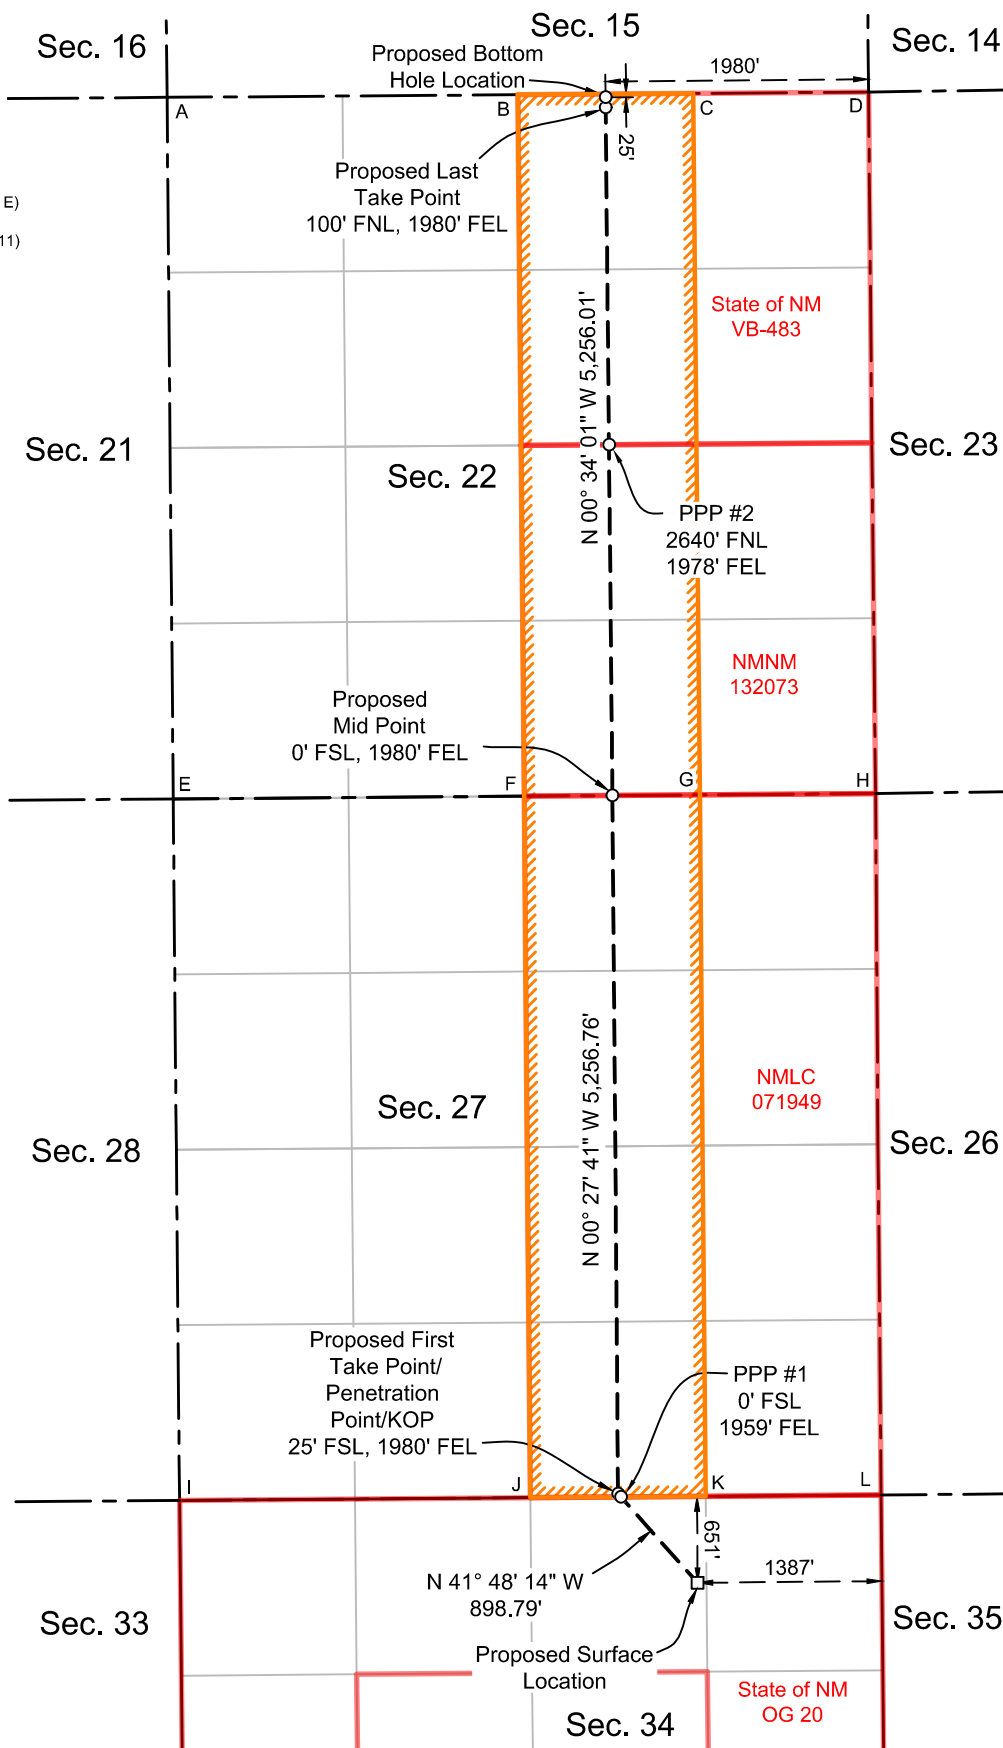 Sec. 16
Sec. 15
Sec. 14
Proposed Bottom
Hole Location
1980'
A
B
C
D
25'
Proposed Last
Take Point
100' FNL, 1980' FEL
E)
11)
State of NM
VB-483
N 00° 34' 01" W 5,256.01'
Sec. 21
Sec. 22
Sec. 23
PPP #2
2640' FNL
1978' FEL
NMNM
132073
Proposed
Mid Point
0' FSL, 1980' FEL
E
F
G
H
N 00° 27' 41" W 5,256.76'
NMLC
071949
Sec. 27
Sec. 28
Sec. 26
Proposed First
Take Point/
Penetration
Point/KOP
25' FSL, 1980' FEL
PPP #1
0' FSL
1959' FEL
I
J
K
L
651'
1387'
N 41° 48' 14" W
898.79'
Sec. 33
Sec. 35
Proposed Surface
Location
State of NM
OG 20
Sec. 34